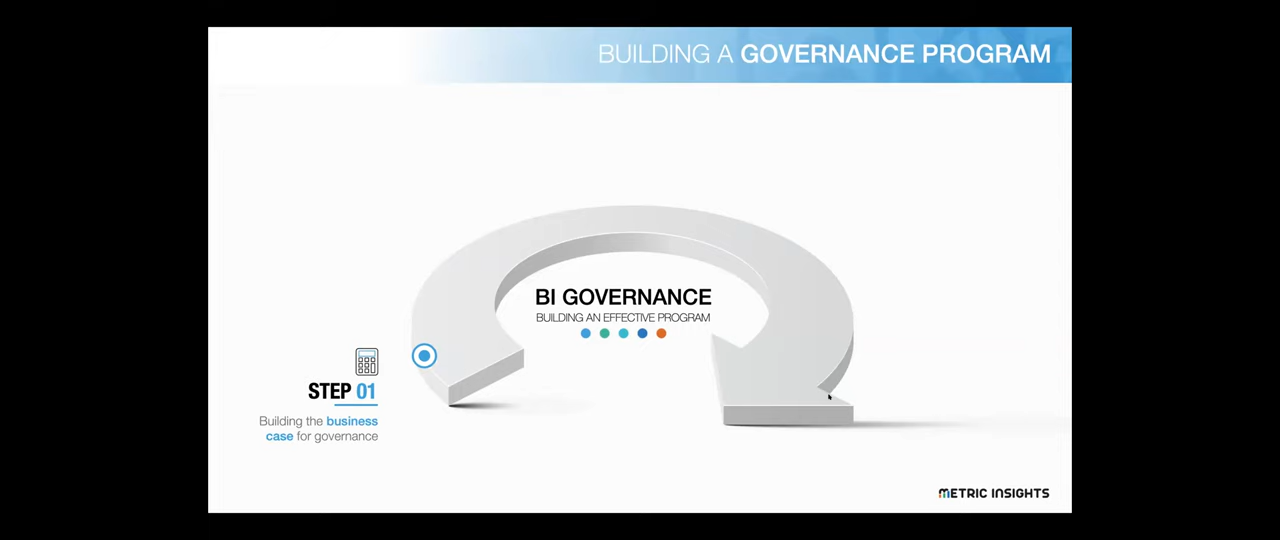 BUILDING A GOVERNANCE PROGRAM
BI GOVERNANCE
BUILDING AN EFFECTIVE PROGRAM
STEP 01
Building the business
case for governance
METRIC INSIGHTS